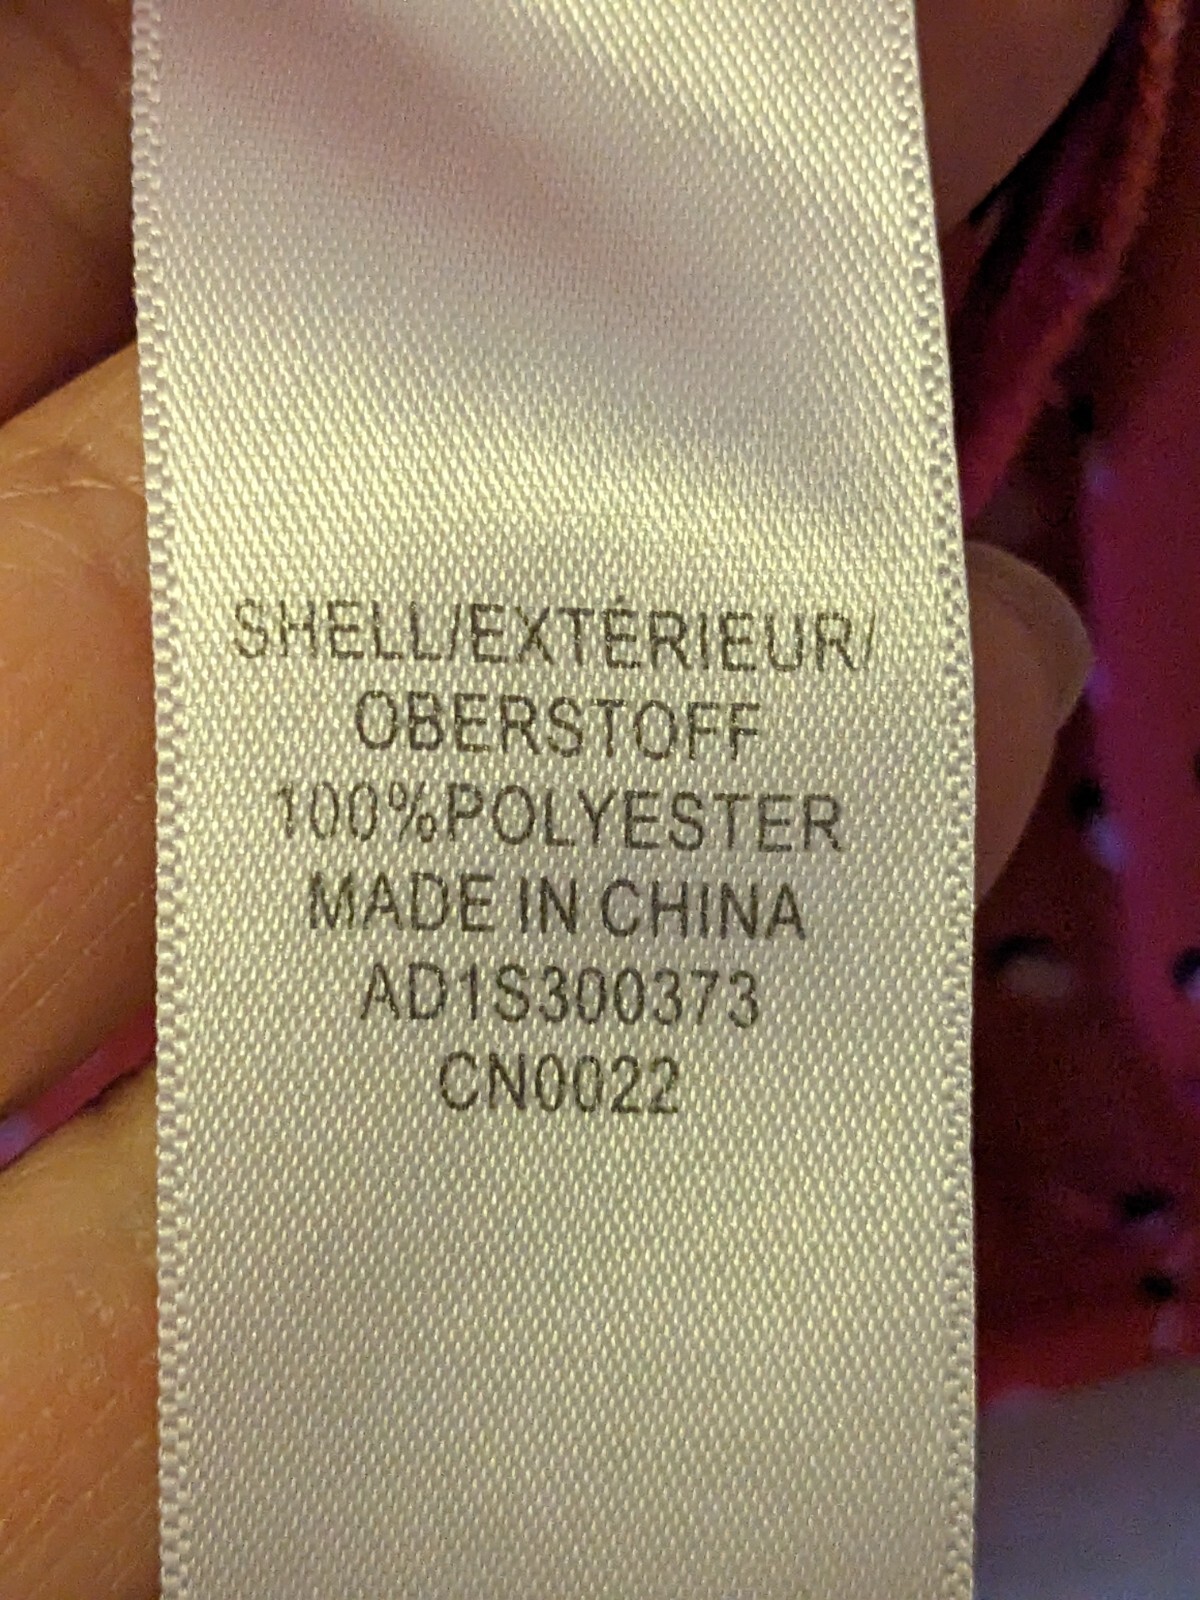 SHELL/EXTÉRIEUR/
OBERSTOFF
100%POLYESTER
MADE IN CHINA
AD1S300373
CN0022